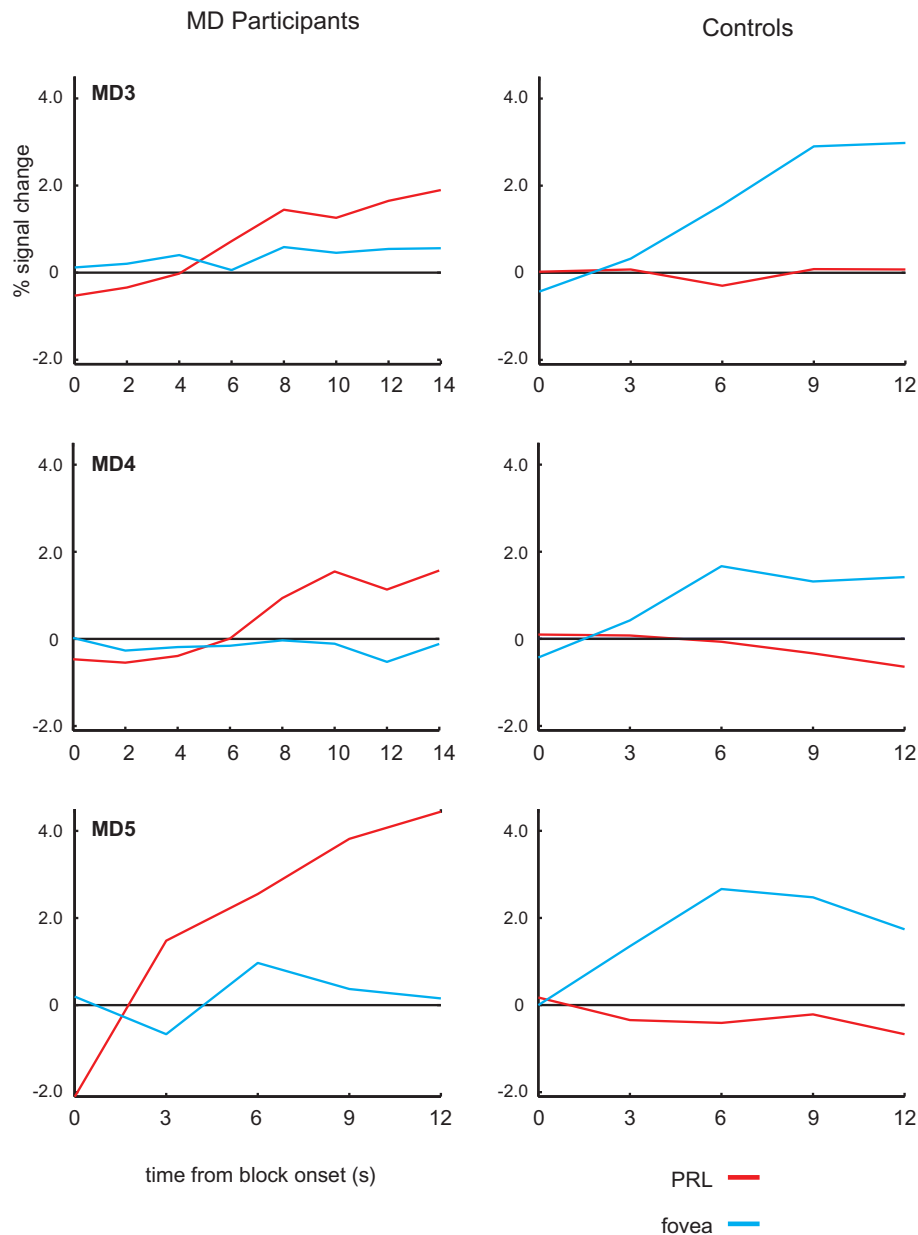 MD Participants
Controls
MD3
% signal change
4.0
2.0
0
-2.0
0 2 4 6 8 10 12 14
4.0
2.0
0
-2.0
0 3 6 9 12
MD4
4.0
2.0
0
-2.0
0 2 4 6 8 10 12 14
4.0
2.0
0
-2.0
0 3 6 9 12
MD5
4.0
2.0
0
-2.0
0 3 6 9 12
4.0
2.0
0
-2.0
0 3 6 9 12
time from block onset (s)
PRL
fovea